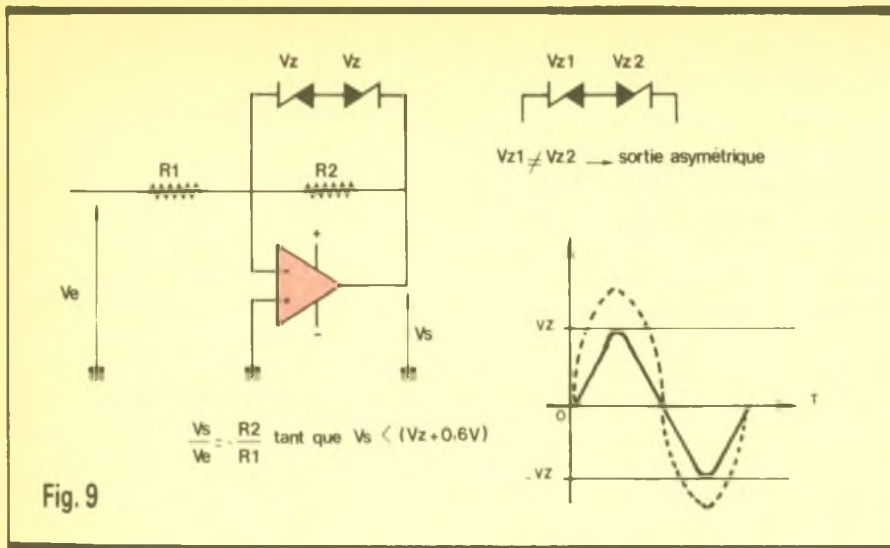 Vz Vz
Vz1 Vz2
R1 R2
Vz1 ≠ Vz2 → sortie asymétrique
+
-
+
-
Ve
Vs
VZ
O
T
-VZ
Vs/Ve = - R2/R1 tant que Vs < (Vz+0.6V)
Fig. 9